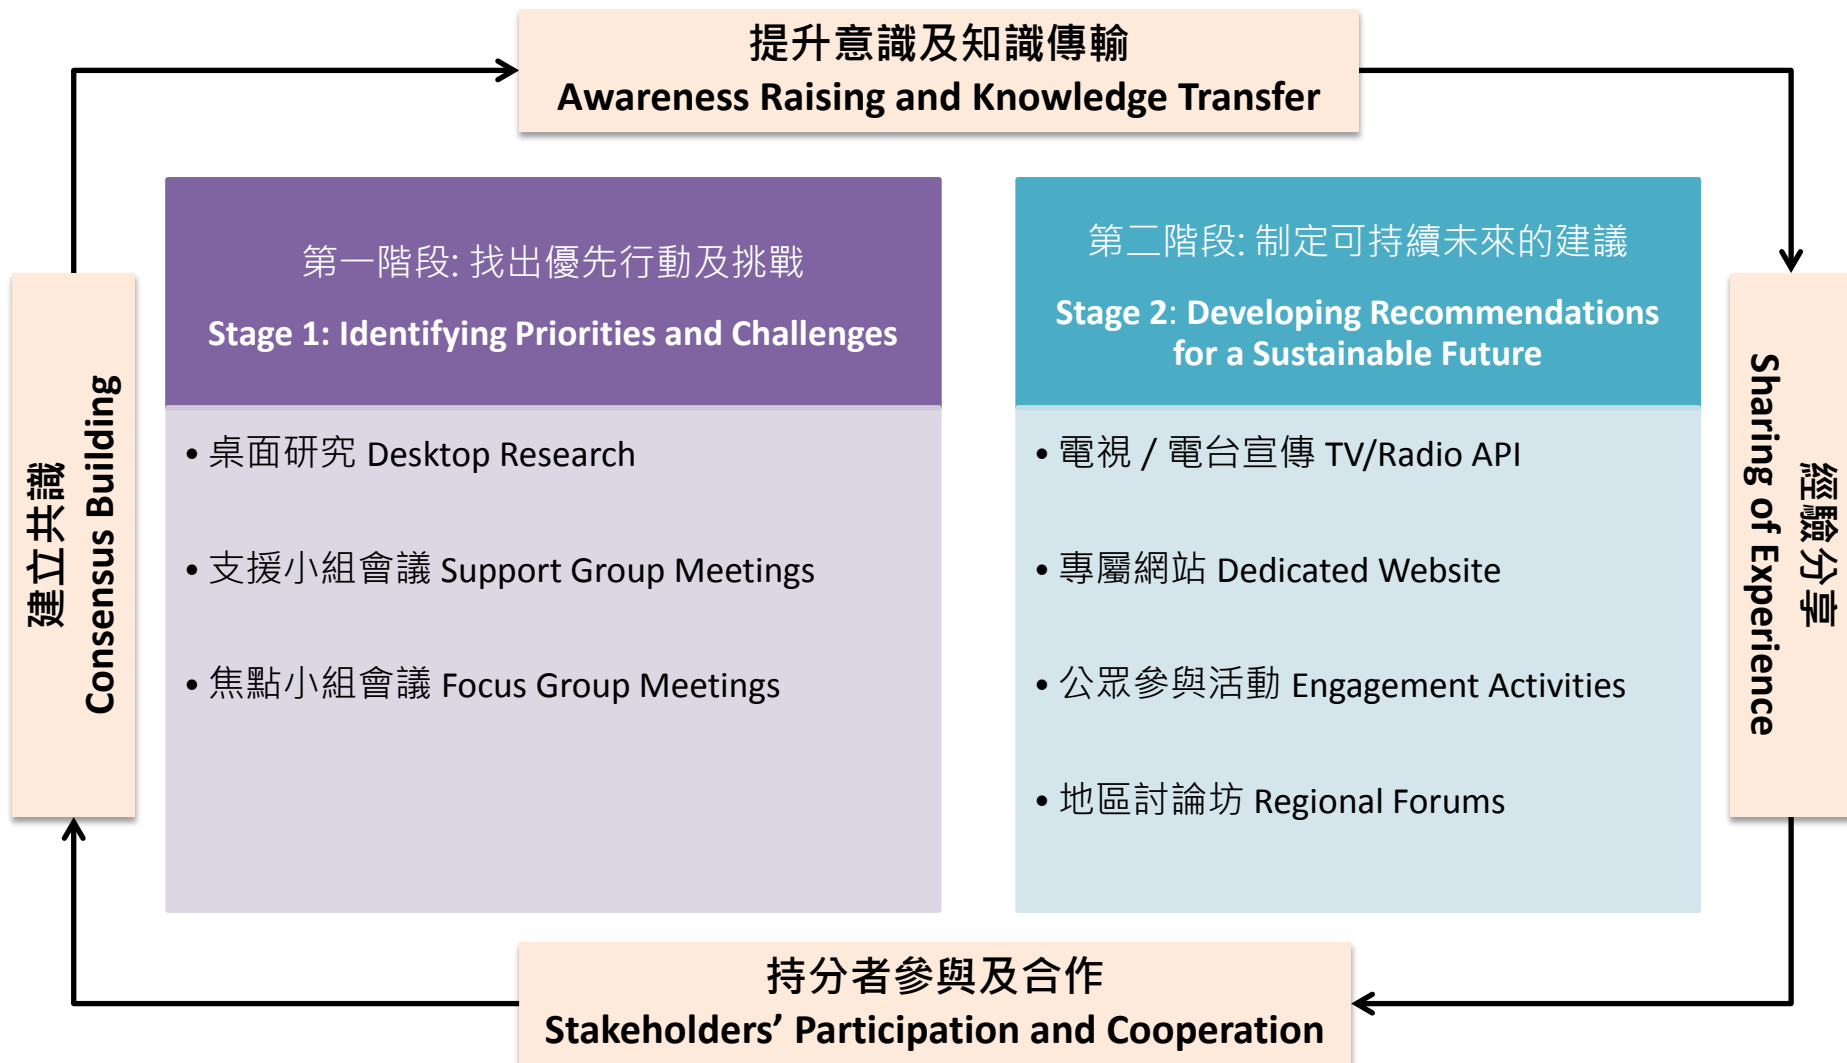 提升意識及知識傳輸
Awareness Raising and Knowledge Transfer
建立共識
Consensus Building
第一階段: 找出優先行動及挑戰
Stage 1: Identifying Priorities and Challenges
• 桌面研究 Desktop Research
• 支援小組會議 Support Group Meetings
• 焦點小組會議 Focus Group Meetings
第二階段: 制定可持續未來的建議
Stage 2: Developing Recommendations
for a Sustainable Future
• 電視 / 電台宣傳 TV/Radio API
• 專屬網站 Dedicated Website
• 公眾參與活動 Engagement Activities
• 地區討論坊 Regional Forums
經驗分享
Sharing of Experience
持分者參與及合作
Stakeholders’ Participation and Cooperation